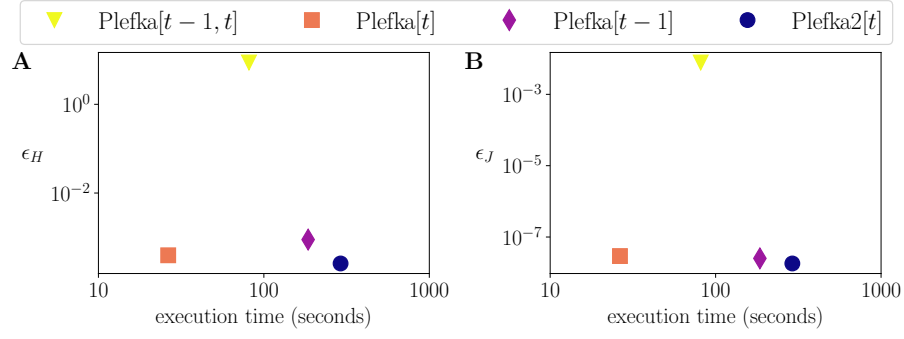 Plefka[t − 1, t] Plefka[t] Plefka[t − 1] Plefka2[t]
A B
10^0
10^{-2}
ϵ_H
10 100 1000
execution time (seconds)
10^{-3}
10^{-5}
10^{-7}
ϵ_J
10 100 1000
execution time (seconds)